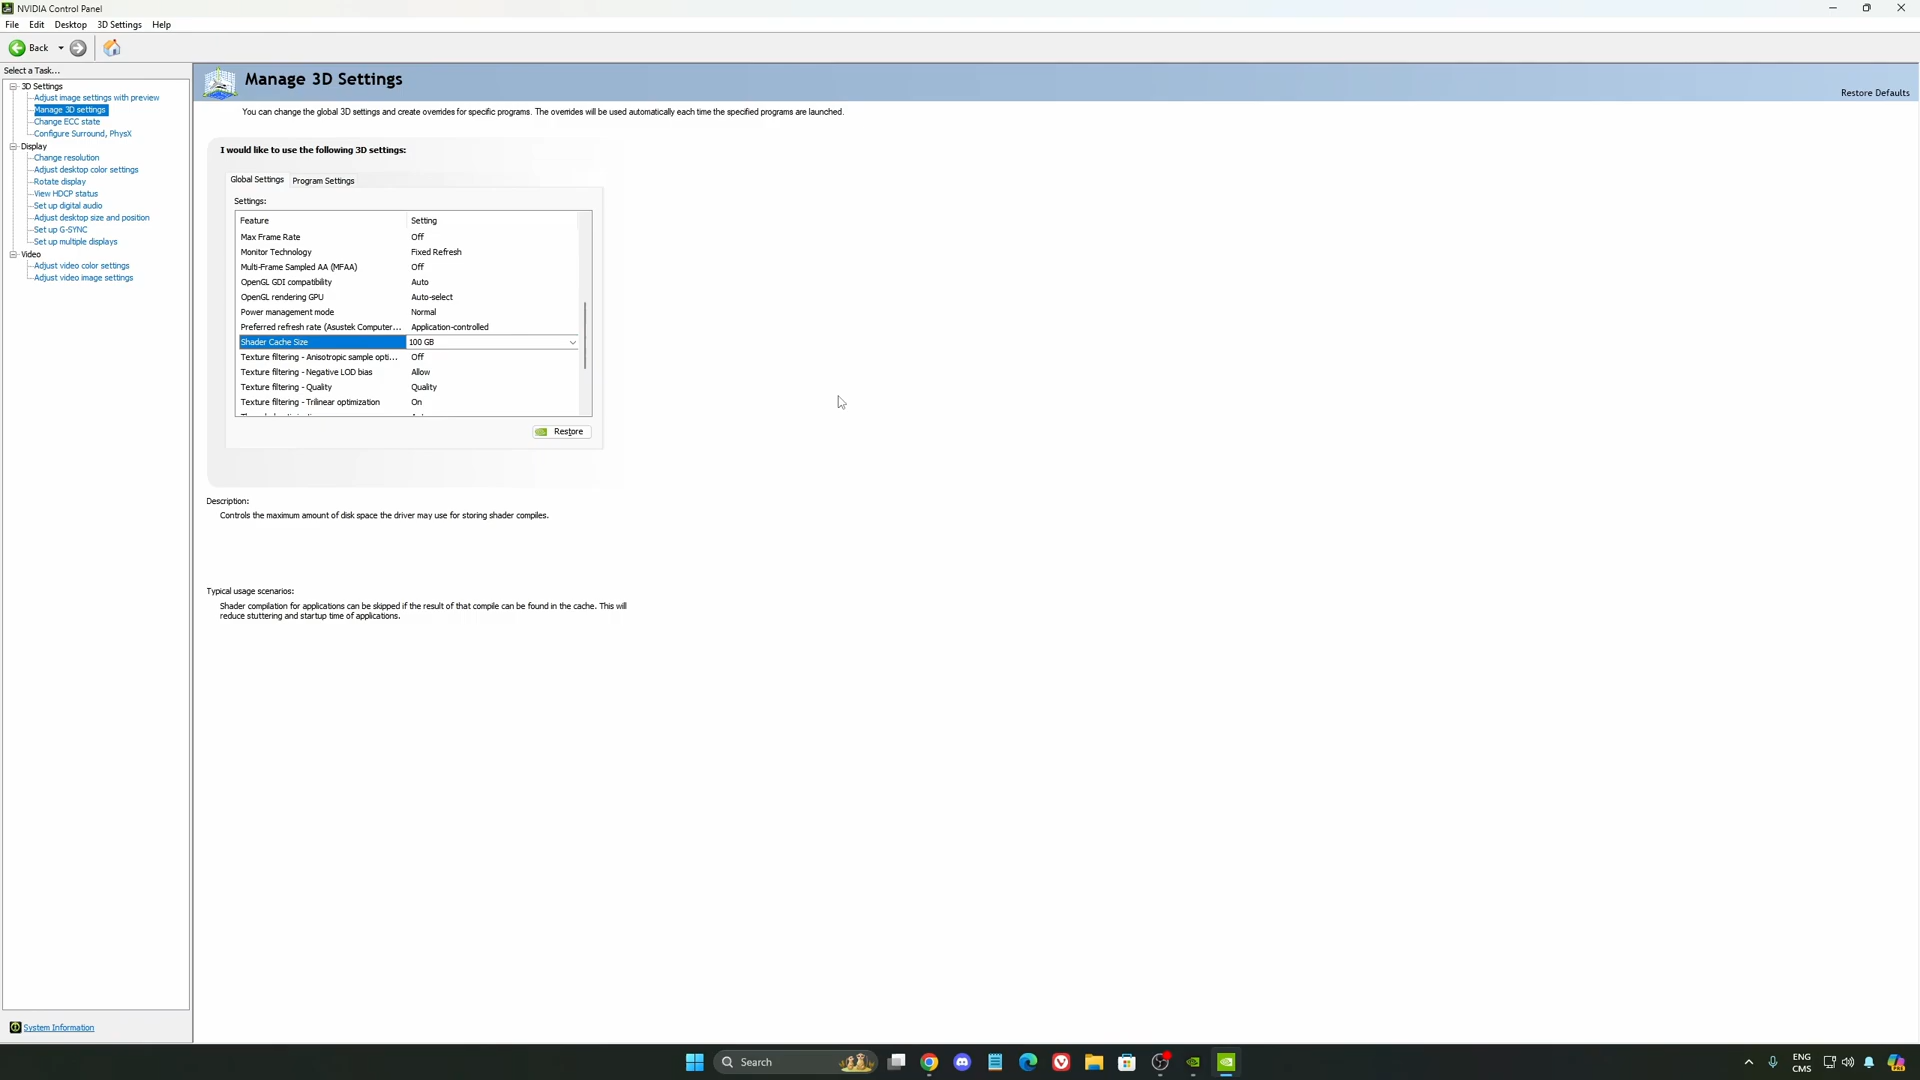 NVIDIA Control Panel
File Edit Desktop 3D Settings Help
Back
Select a Task...
3D Settings
Adjust image settings with preview
Manage 3D settings
Change ECC state
Configure Surround, PhysX
Display
Change resolution
Adjust desktop color settings
Rotate display
View HDCP status
Set up digital audio
Adjust desktop size and position
Set up G-SYNC
Set up multiple displays
Video
Adjust video color settings
Adjust video image settings
System Information
Manage 3D Settings
Restore Defaults
You can change the global 3D settings and create overrides for specific programs. The overrides will be used automatically each time the specified programs are launched.
I would like to use the following 3D settings:
Global Settings Program Settings
Settings:
Feature Setting
Max Frame Rate Off
Monitor Technology Fixed Refresh
Multi-Frame Sampled AA (MFAA) Off
OpenGL GDI compatibility Auto
OpenGL rendering GPU Auto-select
Power management mode Normal
Preferred refresh rate (Asustek Computer... Application-controlled
Shader Cache Size 100 GB
Texture filtering - Anisotropic sample opti... Off
Texture filtering - Negative LOD bias Allow
Texture filtering - Quality Quality
Texture filtering - Trilinear optimization On
Restore
Description:
Controls the maximum amount of disk space the driver may use for storing shader compiles.
Typical usage scenarios:
Shader compilation for applications can be skipped if the result of that compile can be found in the cache. This will
reduce stuttering and startup time of applications.
Search
ENG
CMS